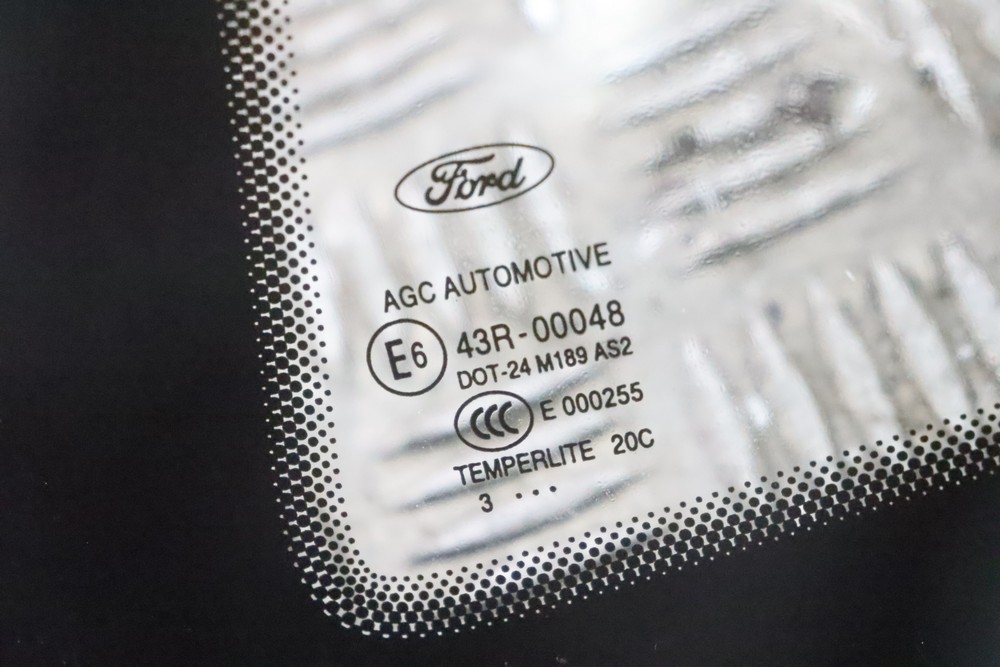 Ford
AGC AUTOMOTIVE
E6 43R-00048
DOT-24 M189 AS2
CCC E 000255
TEMPERLITE 20C
3 ...